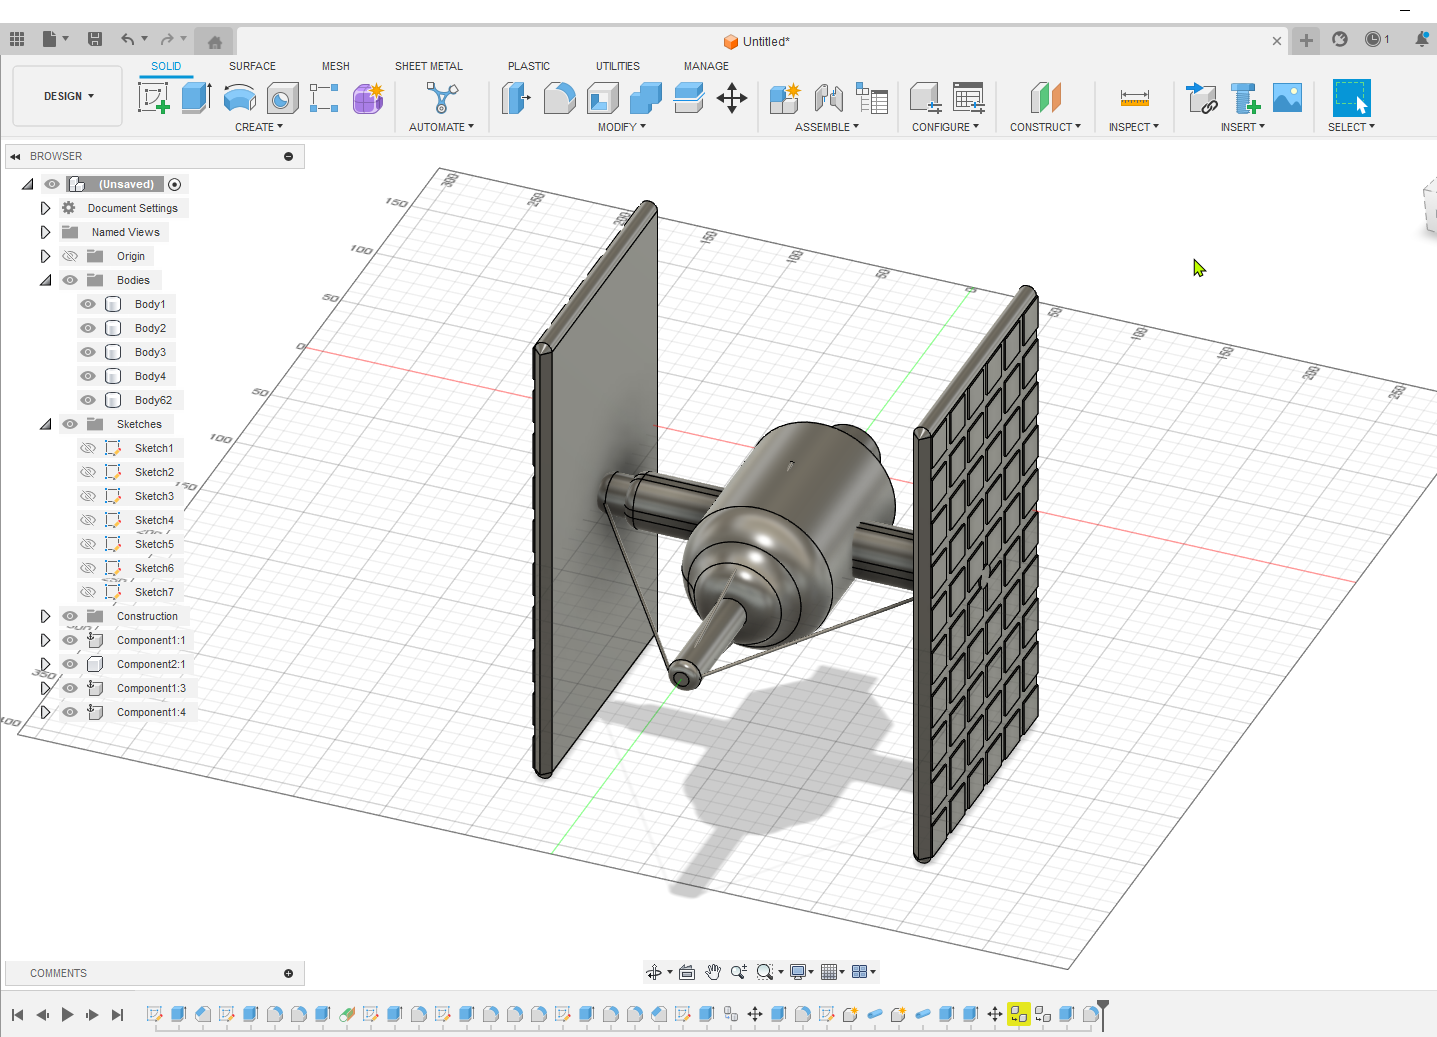 Untitled*
1
SOLID
SURFACE
MESH
SHEET METAL
PLASTIC
UTILITIES
MANAGE
DESIGN
CREATE
AUTOMATE
MODIFY
ASSEMBLE
CONFIGURE
CONSTRUCT
INSPECT
INSERT
SELECT
BROWSER
(Unsaved)
Document Settings
Named Views
Origin
Bodies
Body1
Body2
Body3
Body4
Body62
Sketches
Sketch1
Sketch2
Sketch3
Sketch4
Sketch5
Sketch6
Sketch7
Construction
Component1:1
Component2:1
Component1:3
Component1:4
300
250
200
150
100
50
0
50
100
150
200
250
150
100
50
0
50
100
150
350
COMMENTS